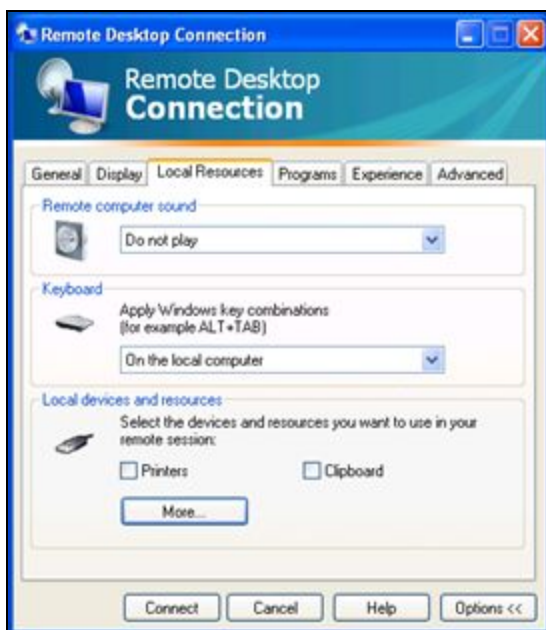 Remote Desktop Connection
Remote Desktop
Connection
General Display Local Resources Programs Experience Advanced
Remote computer sound
Do not play
Keyboard
Apply Windows key combinations
(for example ALT+TAB)
On the local computer
Local devices and resources
Select the devices and resources you want to use in your
remote session:
Printers Clipboard
More...
Connect Cancel Help Options <<